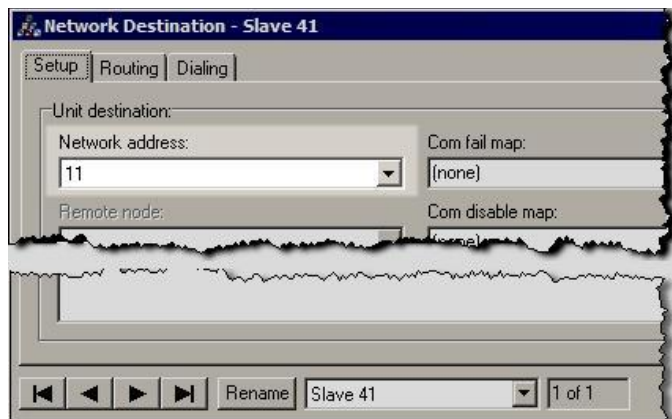 Network Destination - Slave 41
Setup Routing Dialing
Unit destination:
Network address: Com fail map:
11 (none)
Remote node: Com disable map:
(none)
Rename Slave 41 1 of 1